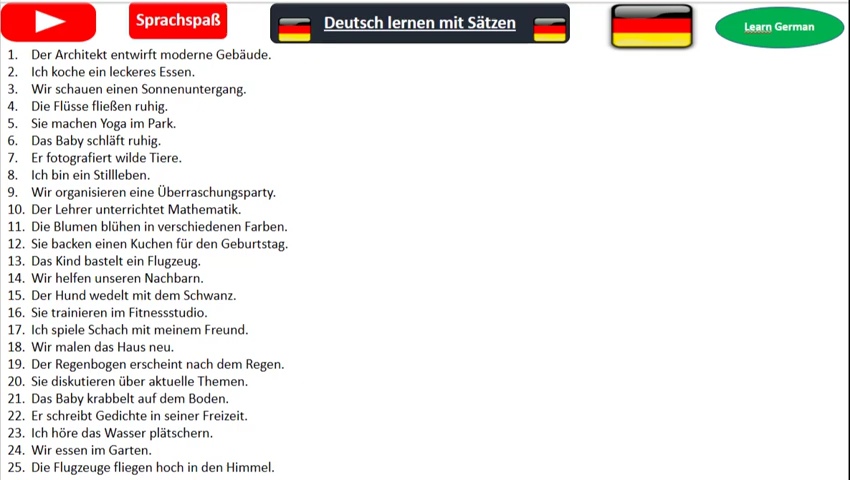 Sprachspaß
Deutsch lernen mit Sätzen
Learn German
1. Der Architekt entwirft moderne Gebäude.
2. Ich koche ein leckeres Essen.
3. Wir schauen einen Sonnenuntergang.
4. Die Flüsse fließen ruhig.
5. Sie machen Yoga im Park.
6. Das Baby schläft ruhig.
7. Er fotografiert wilde Tiere.
8. Ich bin ein Stillleben.
9. Wir organisieren eine Überraschungsparty.
10. Der Lehrer unterrichtet Mathematik.
11. Die Blumen blühen in verschiedenen Farben.
12. Sie backen einen Kuchen für den Geburtstag.
13. Das Kind bastelt ein Flugzeug.
14. Wir helfen unseren Nachbarn.
15. Der Hund wedelt mit dem Schwanz.
16. Sie trainieren im Fitnessstudio.
17. Ich spiele Schach mit meinem Freund.
18. Wir malen das Haus neu.
19. Der Regenbogen erscheint nach dem Regen.
20. Sie diskutieren über aktuelle Themen.
21. Das Baby krabbelt auf dem Boden.
22. Er schreibt Gedichte in seiner Freizeit.
23. Ich höre das Wasser plätschern.
24. Wir essen im Garten.
25. Die Flugzeuge fliegen hoch in den Himmel.